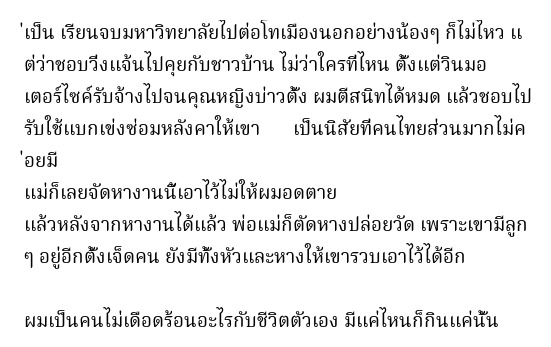 ่เป็น เรียนจบมหาวิทยาลัยไปต่อโทเมืองนอกอย่างน้องๆ ก็ไม่ไหว แ
ต่ว่าชอบวิ่งแจ้นไปคุยกับชาวบ้าน ไม่ว่าใครที่ไหน ตั้งแต่วินมอ
เตอร์ไซค์รับจ้างไปจนคุณหญิงบ่าวตั้ง ผมตีสนิทได้หมด แล้วชอบไป
รับใช้แบกเข่งซ่อมหลังคาให้เขา เป็นนิสัยที่คนไทยส่วนมากไม่ค
่อยมี
แม่ก็เลยจัดหางานนี้เอาไว้ไม่ให้ผมอดตาย
แล้วหลังจากหางานได้แล้ว พ่อแม่ก็ตัดหางปล่อยวัด เพราะเขามีลูก
ๆ อยู่อีกตั้งเจ็ดคน ยังมีทั้งหัวและหางให้เขารวบเอาไว้ได้อีก
ผมเป็นคนไม่เดือดร้อนอะไรกับชีวิตตัวเอง มีแค่ไหนก็กินแค่นั้น